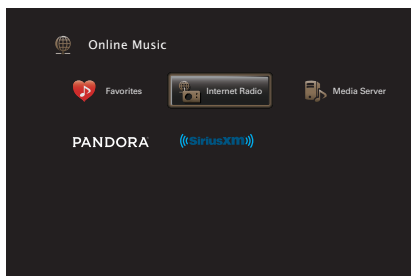 Online Music
Favorites
Internet Radio
Media Server
PANDORA
((SiriusXM))